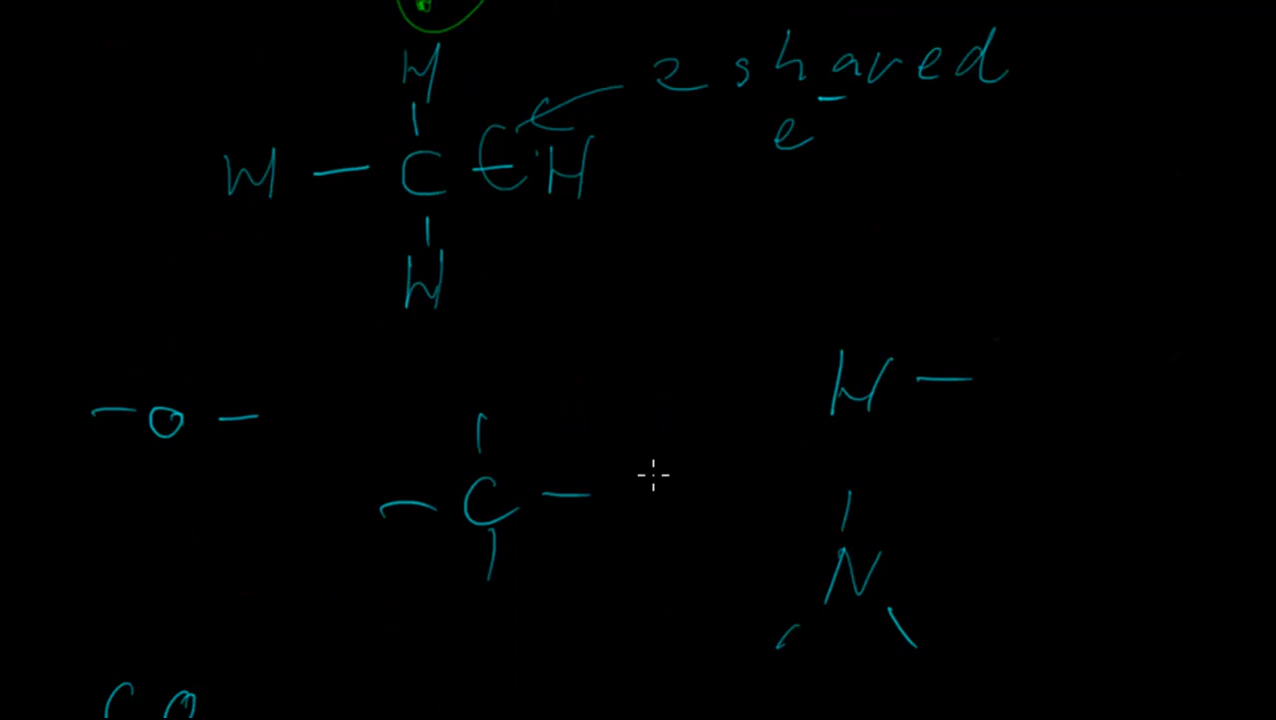 H
2 shared
e-
H - C - H
H
H -
- O -
- C -
N